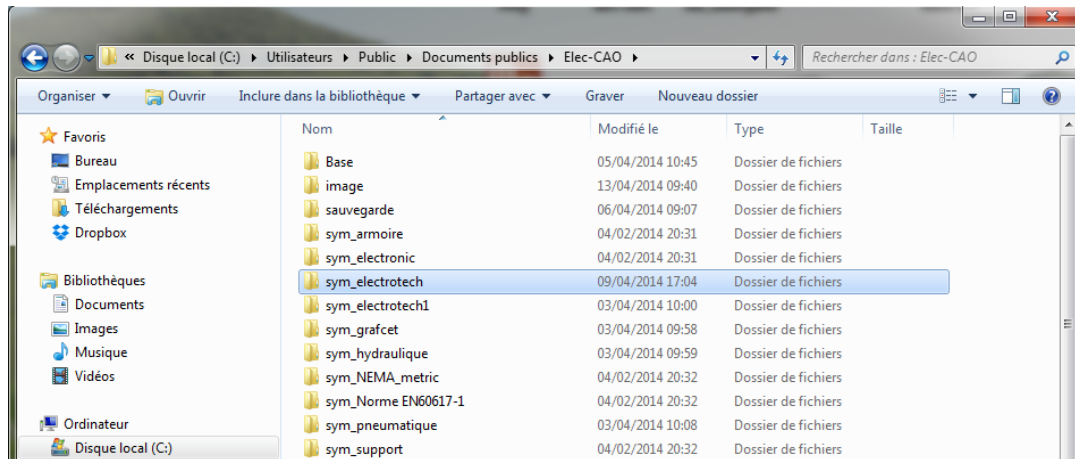 « Disque local (C:) ▸ Utilisateurs ▸ Public ▸ Documents publics ▸ Elec-CAO ▸ Rechercher dans : Elec-CAO
Organiser Ouvrir Inclure dans la bibliothèque Partager avec Graver Nouveau dossier
Favoris
Bureau
Emplacements récents
Téléchargements
Dropbox
Bibliothèques
Documents
Images
Musique
Vidéos
Ordinateur
Disque local (C:)
Nom Modifié le Type Taille
Base 05/04/2014 10:45 Dossier de fichiers
image 13/04/2014 09:40 Dossier de fichiers
sauvegarde 06/04/2014 09:07 Dossier de fichiers
sym_armoire 04/02/2014 20:31 Dossier de fichiers
sym_electronic 04/02/2014 20:31 Dossier de fichiers
sym_electrotech 09/04/2014 17:04 Dossier de fichiers
sym_electrotech1 03/04/2014 10:00 Dossier de fichiers
sym_grafcet 03/04/2014 09:58 Dossier de fichiers
sym_hydraulique 03/04/2014 09:59 Dossier de fichiers
sym_NEMA_metric 04/02/2014 20:32 Dossier de fichiers
sym_Norme EN60617-1 04/02/2014 20:32 Dossier de fichiers
sym_pneumatique 03/04/2014 10:08 Dossier de fichiers
sym_support 04/02/2014 20:32 Dossier de fichiers